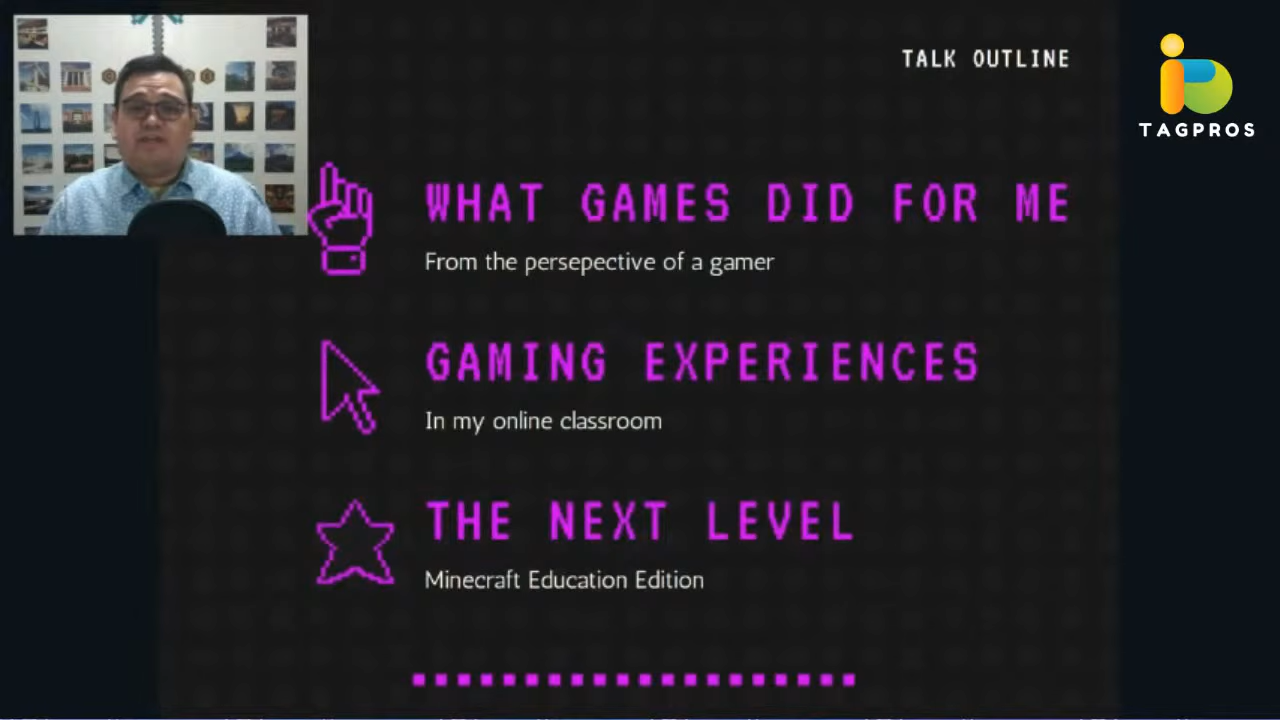 TALK OUTLINE
TAGPROS
WHAT GAMES DID FOR ME
From the persepective of a gamer
GAMING EXPERIENCES
In my online classroom
THE NEXT LEVEL
Minecraft Education Edition